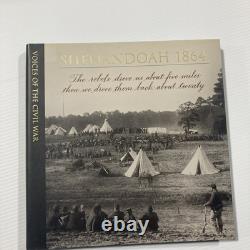 VOICES OF THE CIVIL WAR
SHENANDOAH 1864
The rebels drove us about five miles
then we drove them back about twenty